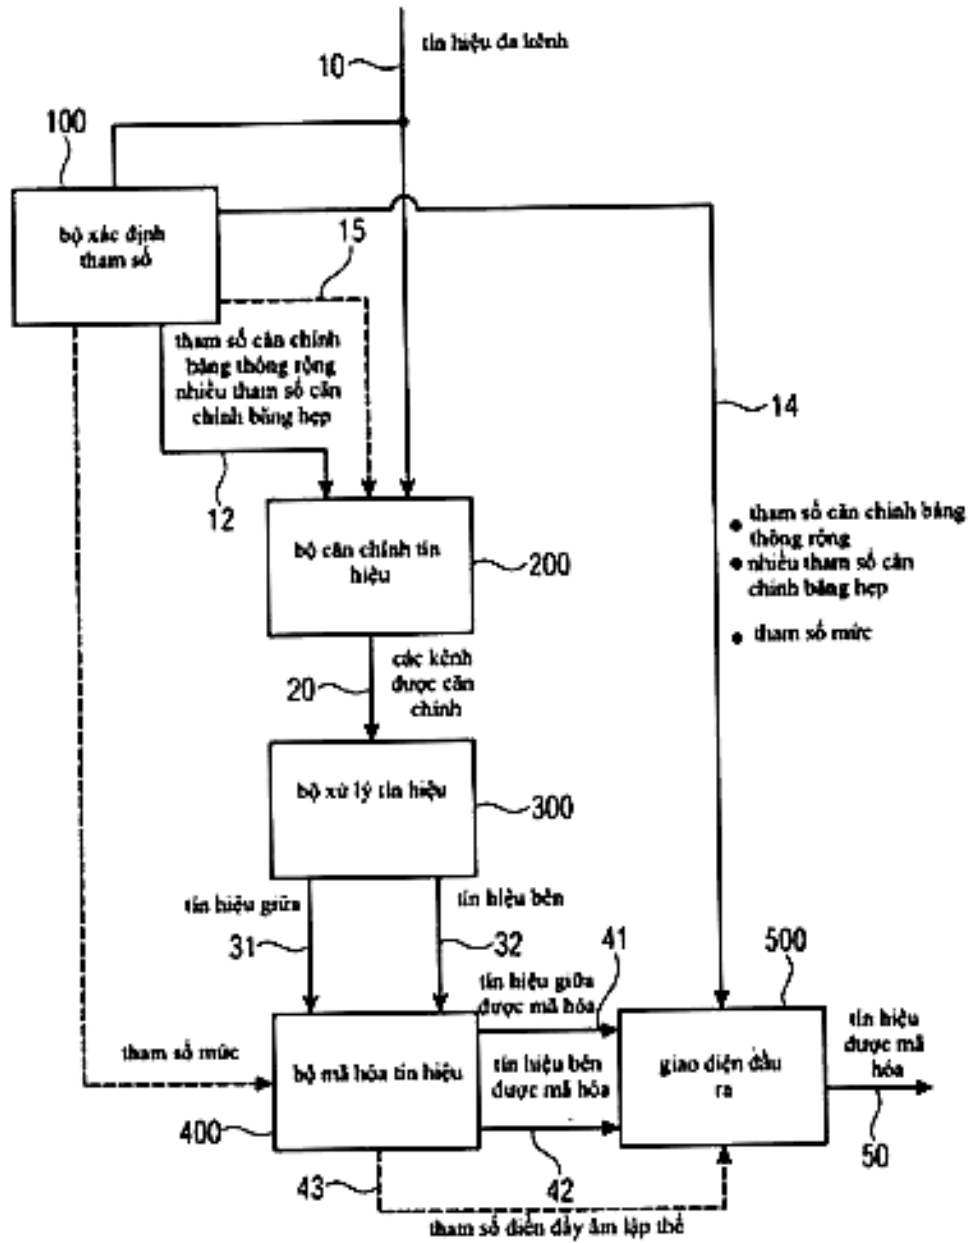 tín hiệu đa kênh
10
100
bộ xác định
tham số
15
tham số căn chỉnh
băng thông rộng
nhiều tham số căn
chỉnh băng hẹp
14
12
bộ căn chỉnh tín
hiệu
200
• tham số căn chỉnh băng
thông rộng
• nhiều tham số căn
chỉnh băng hẹp
• tham số mức
20
các kênh
được căn
chỉnh
bộ xử lý tín hiệu
300
tín hiệu giữa
tín hiệu bên
31
32
41
500
tín hiệu giữa
được mã hóa
tín hiệu
được mã
hóa
tham số mức
bộ mã hóa tín hiệu
tín hiệu bên
được mã hóa
giao diện đầu
ra
400
50
43
42
tham số điền đầy âm lập thể